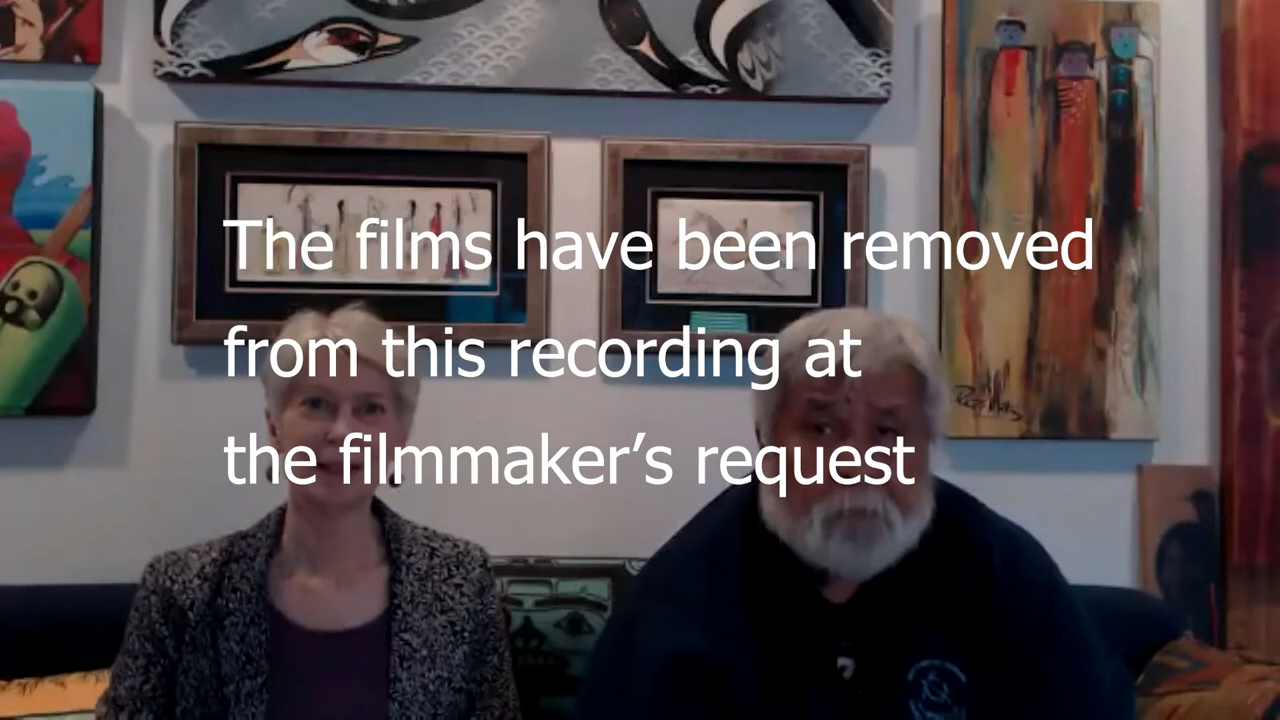 The films have been removed
from this recording at
the filmmaker’s request